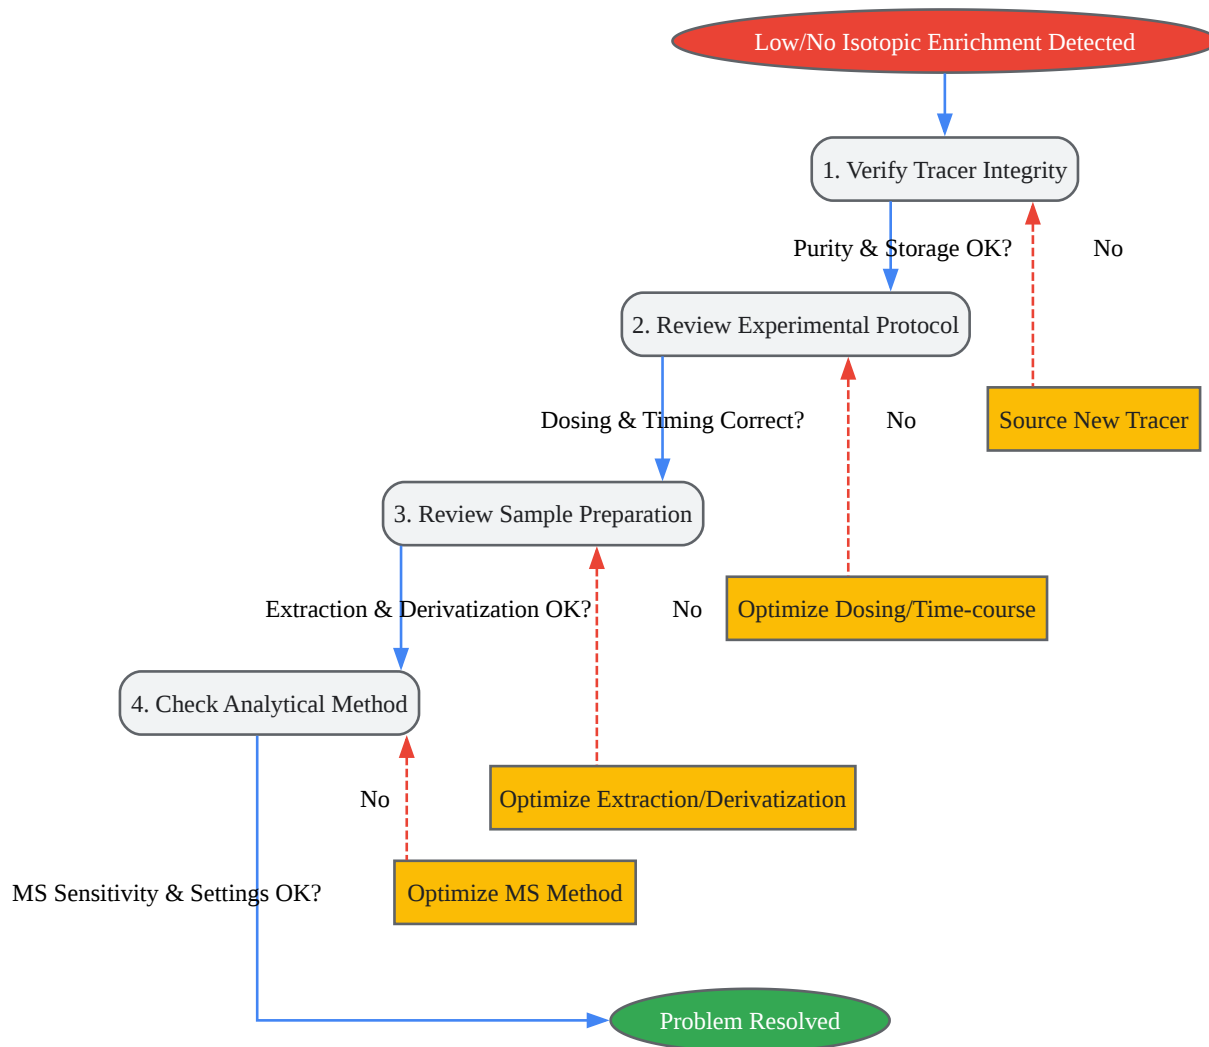 Low/No Isotopic Enrichment Detected
1. Verify Tracer Integrity
Purity & Storage OK?
No
2. Review Experimental Protocol
Dosing & Timing Correct?
No
Source New Tracer
3. Review Sample Preparation
Extraction & Derivatization OK?
No
Optimize Dosing/Time-course
4. Check Analytical Method
No
Optimize Extraction/Derivatization
MS Sensitivity & Settings OK?
Optimize MS Method
Problem Resolved